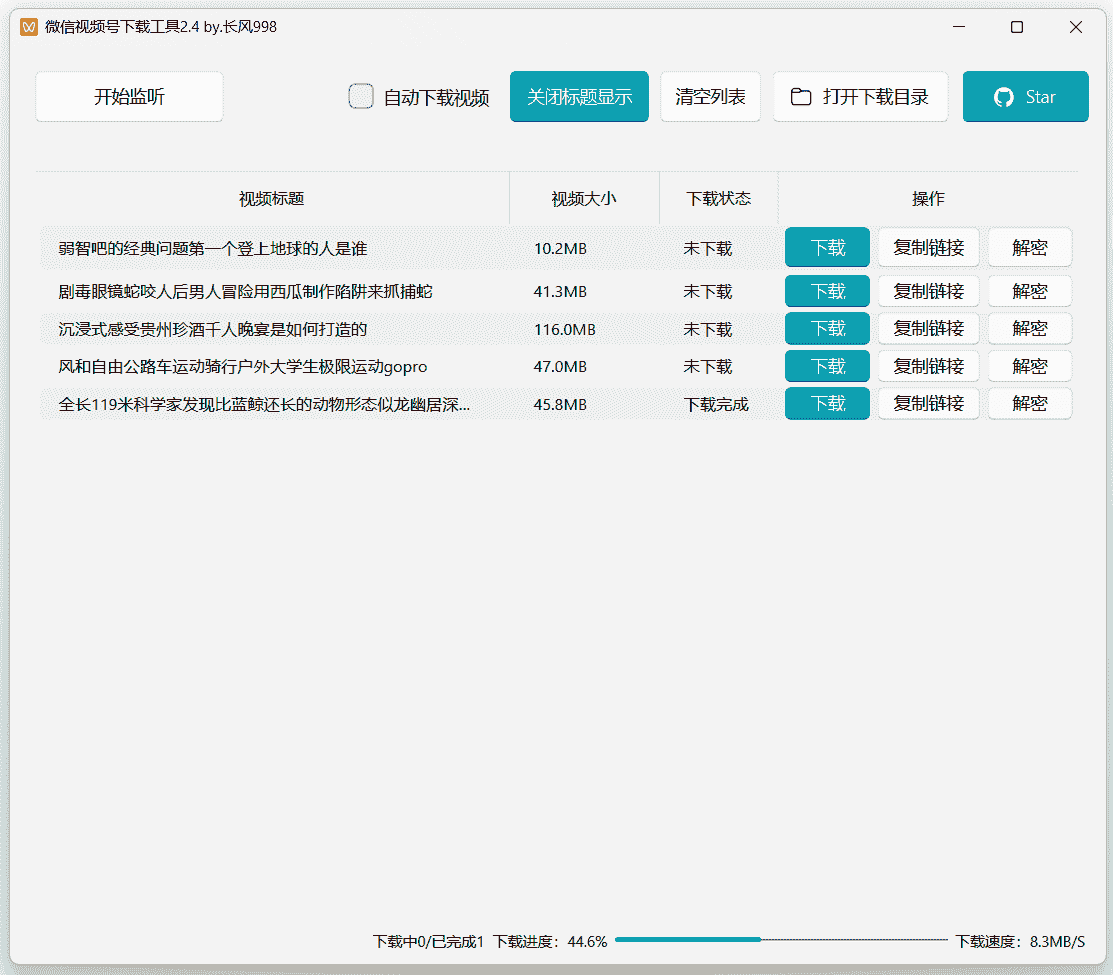 微信视频号下载工具2.4 by.长风998
开始监听 自动下载视频 关闭标题显示 清空列表 打开下载目录 Star
视频标题 视频大小 下载状态 操作
弱智吧的经典问题第一个登上地球的人是谁 10.2MB 未下载 下载 复制链接 解密
剧毒眼镜蛇咬人后男人冒险用西瓜制作陷阱来抓捕蛇 41.3MB 未下载 下载 复制链接 解密
沉浸式感受贵州珍酒千人晚宴是如何打造的 116.0MB 未下载 下载 复制链接 解密
风和自由公路车运动骑行户外大学生极限运动gopro 47.0MB 未下载 下载 复制链接 解密
全长119米科学家发现比蓝鲸还长的动物形态似龙幽居深... 45.8MB 下载完成 下载 复制链接 解密
下载中0/已完成1 下载进度：44.6% 下载速度：8.3MB/S